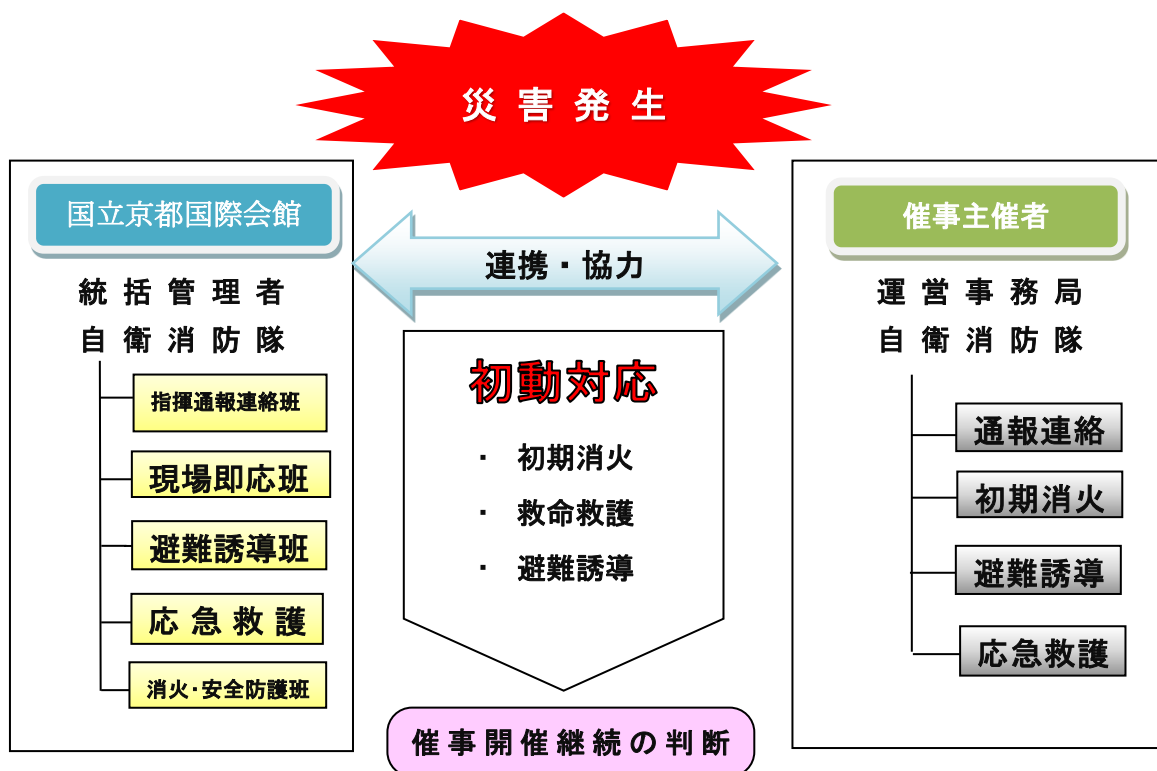 災害発生
国立京都国際会館
統括管理者
自衛消防隊
指揮通報連絡班
現場即応班
避難誘導班
応急救護
消火・安全防護班
連携・協力
初動対応
・ 初期消火
・ 救命救護
・ 避難誘導
催事開催継続の判断
催事主催者
運営事務局
自衛消防隊
通報連絡
初期消火
避難誘導
応急救護